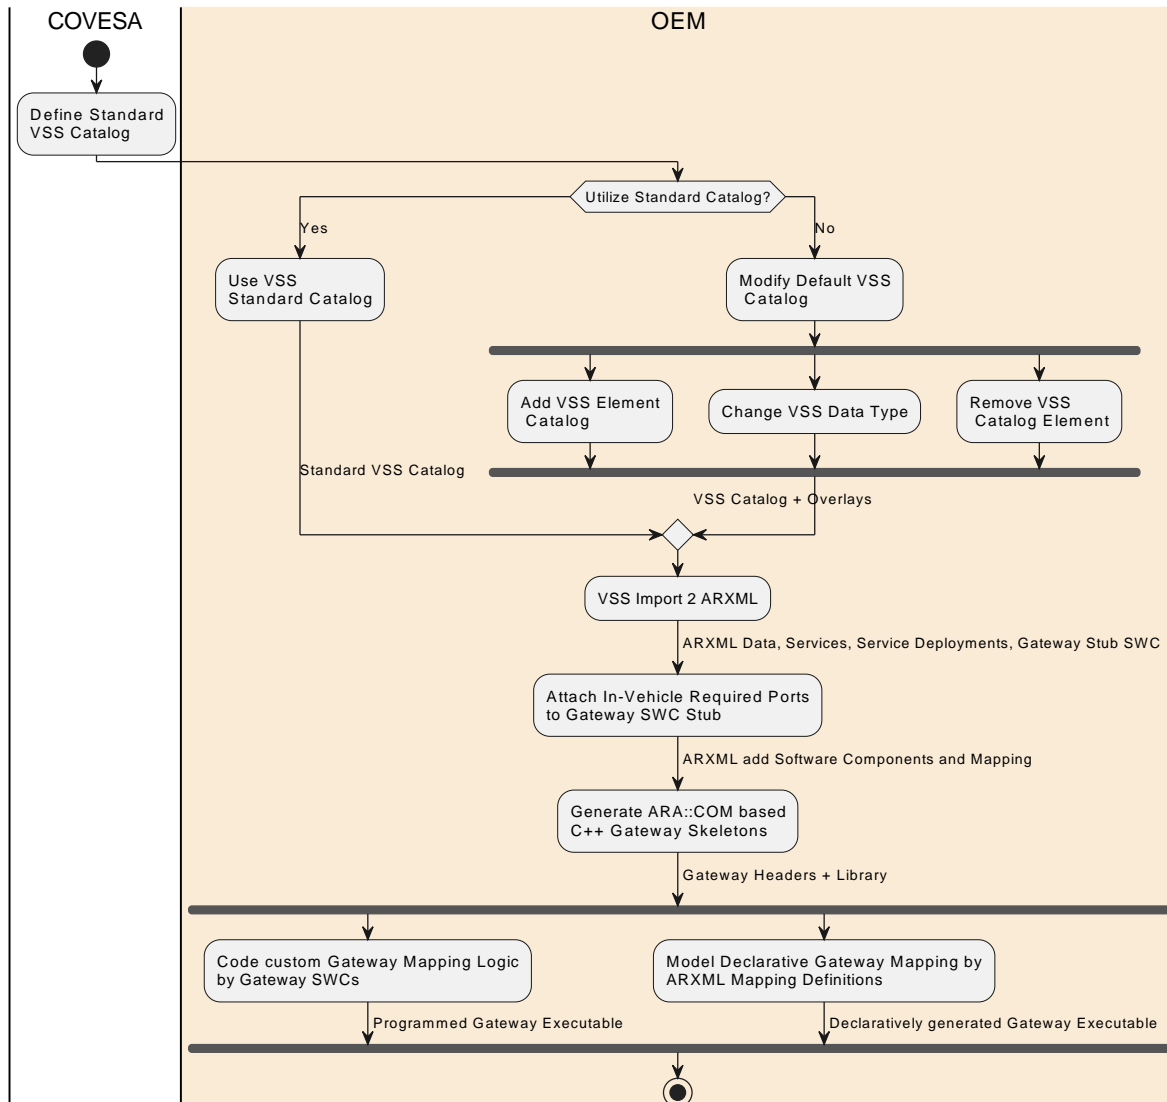 COVESA
OEM
Define Standard
VSS Catalog
Utilize Standard Catalog?
Yes
No
Use VSS
Standard Catalog
Modify Default VSS
Catalog
Add VSS Element
Catalog
Change VSS Data Type
Remove VSS
Catalog Element
Standard VSS Catalog
VSS Catalog + Overlays
VSS Import 2 ARXML
ARXML Data, Services, Service Deployments, Gateway Stub SWC
Attach In-Vehicle Required Ports
to Gateway SWC Stub
ARXML add Software Components and Mapping
Generate ARA::COM based
C++ Gateway Skeletons
Gateway Headers + Library
Code custom Gateway Mapping Logic
by Gateway SWCs
Model Declarative Gateway Mapping by
ARXML Mapping Definitions
Programmed Gateway Executable
Declaratively generated Gateway Executable